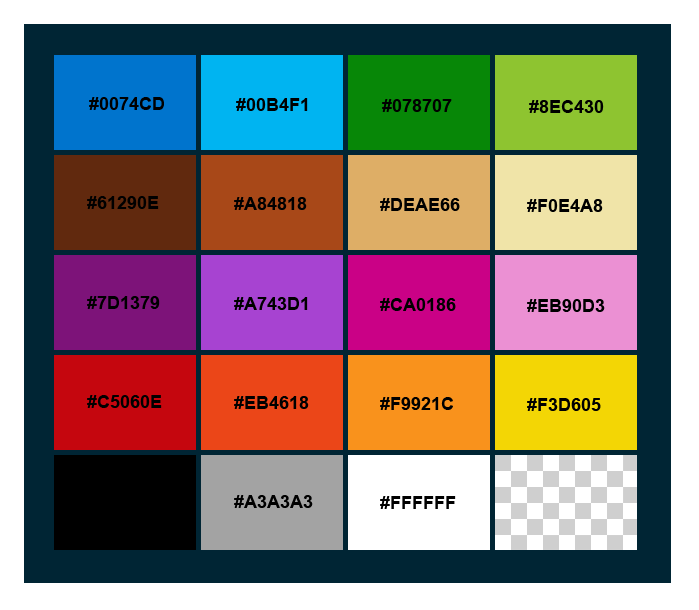 #0074CD
#00B4F1
#078707
#8EC430
#61290E
#A84818
#DEAE66
#F0E4A8
#7D1379
#A743D1
#CA0186
#EB90D3
#C5060E
#EB4618
#F9921C
#F3D605
#A3A3A3
#FFFFFF